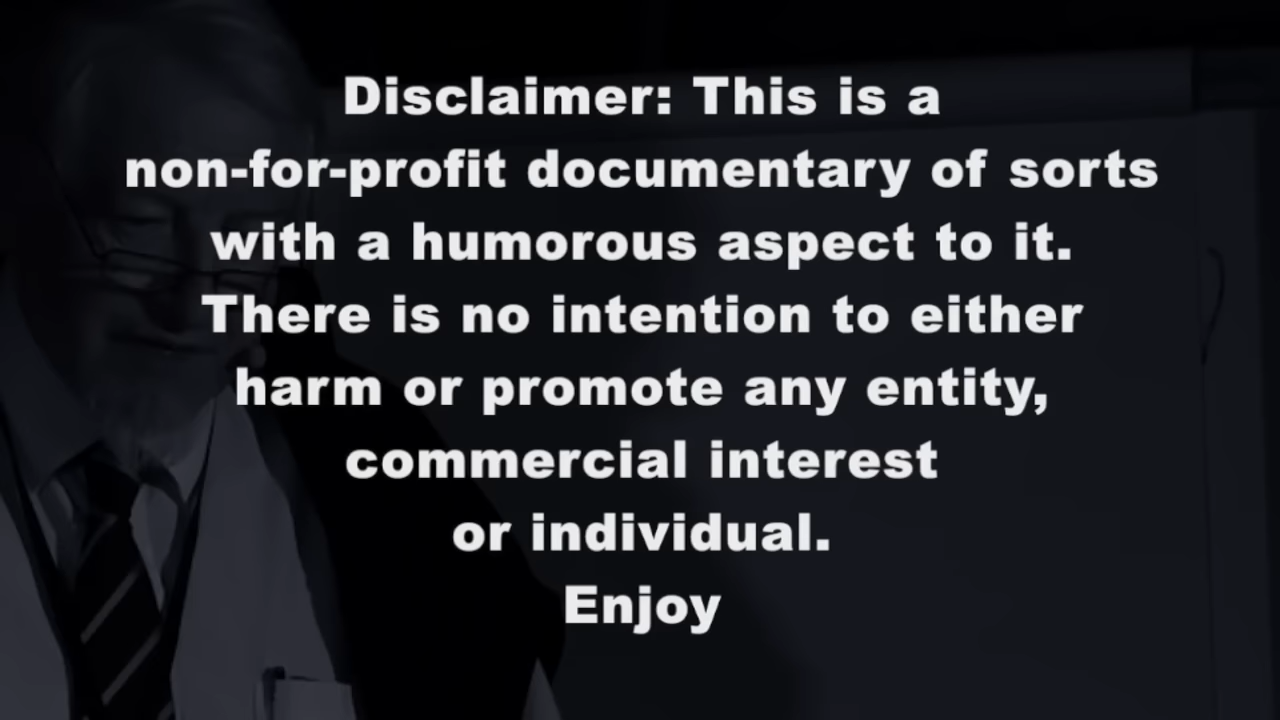 Disclaimer: This is a
non-for-profit documentary of sorts
with a humorous aspect to it.
There is no intention to either
harm or promote any entity,
commercial interest
or individual.
Enjoy